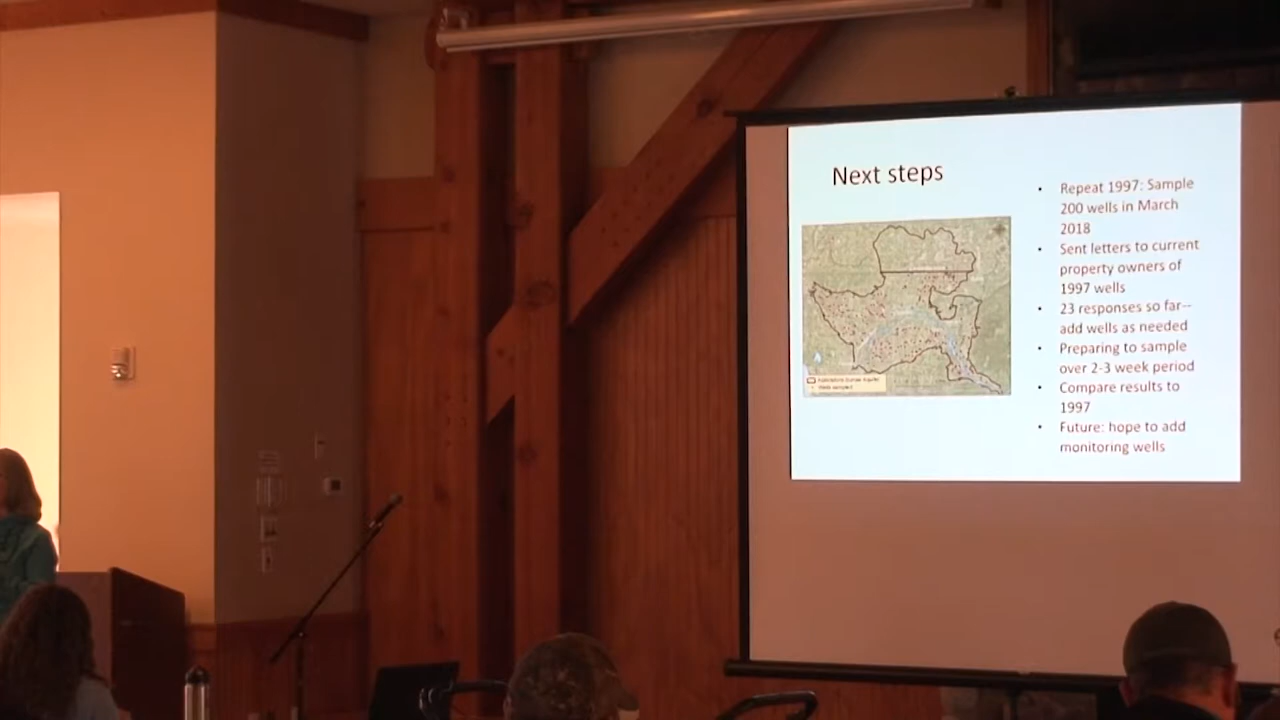 Next steps
• Repeat 1997: Sample
200 wells in March
2018
• Sent letters to current
property owners of
1997 wells
• 23 responses so far--
add wells as needed
• Preparing to sample
over 2-3 week period
• Compare results to
1997
• Future: hope to add
monitoring wells